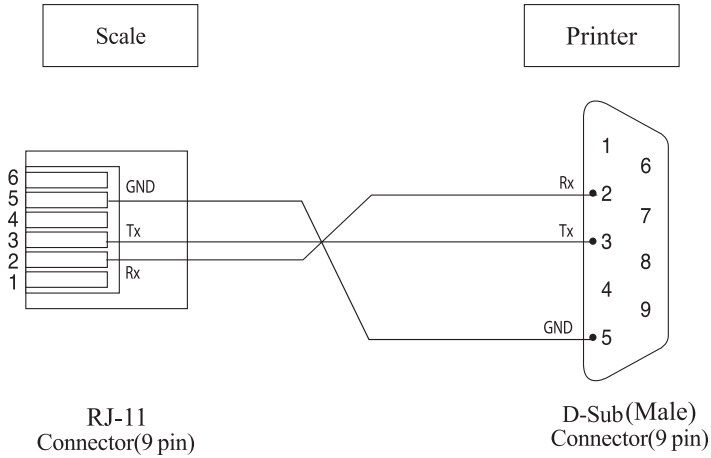 Scale
Printer
6
5
4
3
2
1
GND
Tx
Rx
Rx
Tx
GND
1
2
3
4
5
6
7
8
9
RJ-11
Connector(9 pin)
D-Sub(Male)
Connector(9 pin)